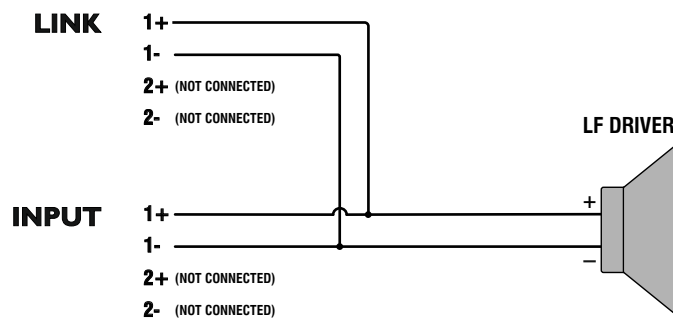 LINK 1+
1-
2+ (NOT CONNECTED)
2- (NOT CONNECTED)
LF DRIVER
INPUT 1+ +
1- –
2+ (NOT CONNECTED)
2- (NOT CONNECTED)